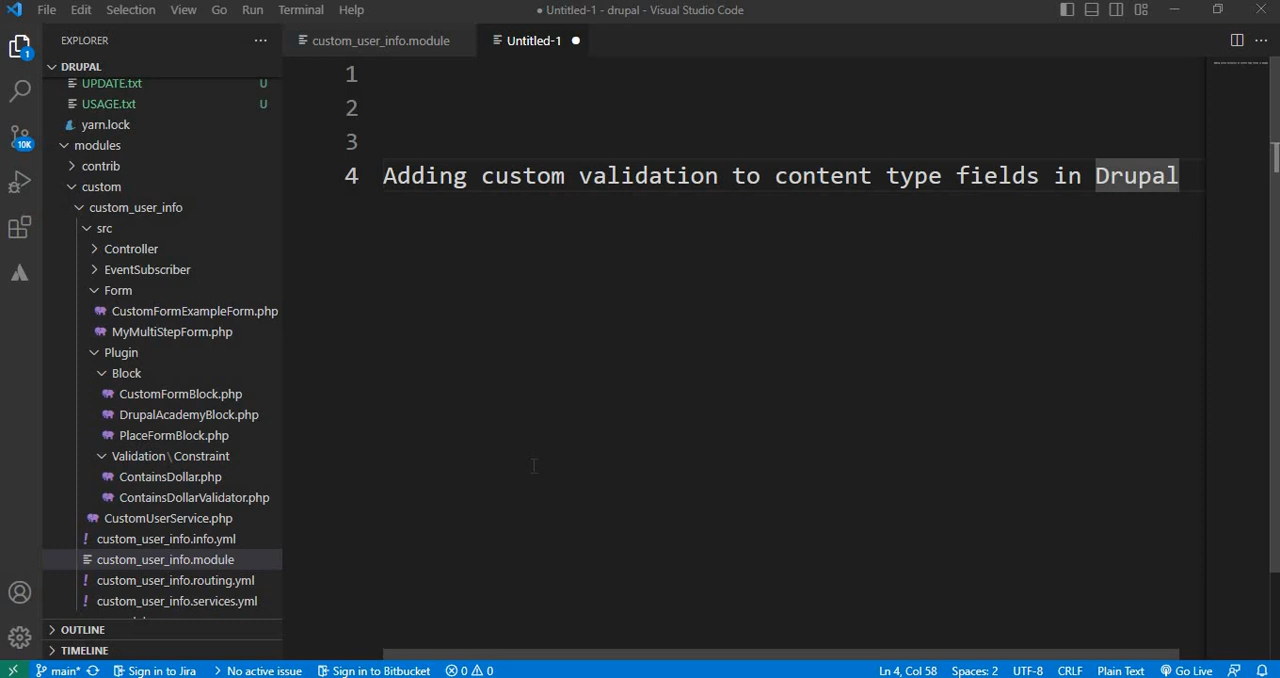 File Edit Selection View Go Run Terminal Help
● Untitled-1 - drupal - Visual Studio Code
EXPLORER
custom_user_info.module
Untitled-1 ●
DRUPAL
UPDATE.txt U
USAGE.txt U
yarn.lock
modules
contrib
custom
custom_user_info
src
Controller
EventSubscriber
Form
CustomFormExampleForm.php
MyMultiStepForm.php
Plugin
Block
CustomFormBlock.php
DrupalAcademyBlock.php
PlaceFormBlock.php
Validation\Constraint
ContainsDollar.php
ContainsDollarValidator.php
CustomUserService.php
custom_user_info.info.yml
custom_user_info.module
custom_user_info.routing.yml
custom_user_info.services.yml
OUTLINE
TIMELINE
1
10K
1
2
3
4 Adding custom validation to content type fields in Drupal
main* Sign in to Jira No active issue Sign in to Bitbucket 0 0 Ln 4, Col 58 Spaces: 2 UTF-8 CRLF Plain Text Go Live